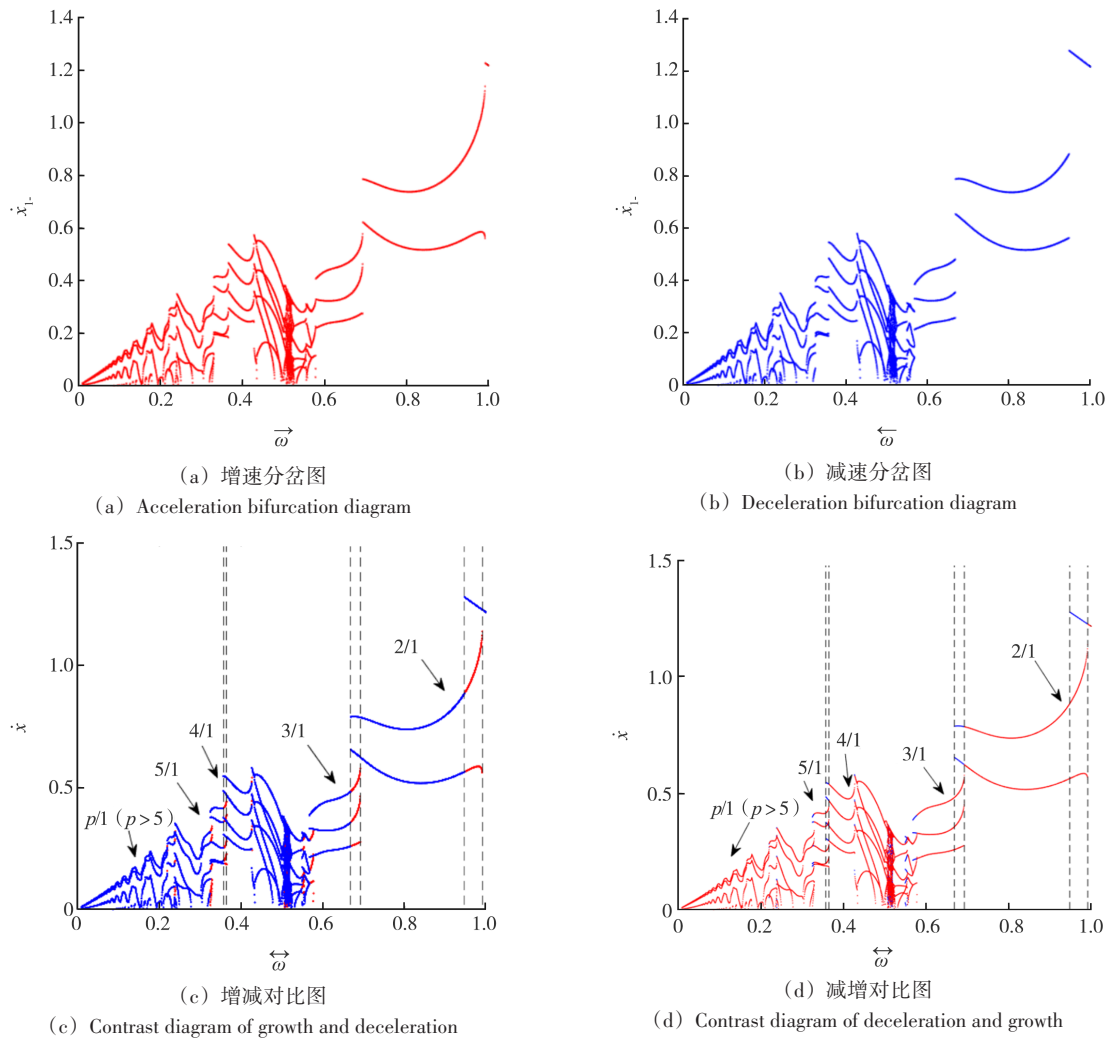 1.4
1.2
1.0
0.8
0.6
0.4
0.2
0
ẋ₁₋
0 0.2 0.4 0.6 0.8 1.0
ω→
(a) 增速分岔图
(a) Acceleration bifurcation diagram
1.4
1.2
1.0
0.8
0.6
0.4
0.2
0
ẋ₁₋
0 0.2 0.4 0.6 0.8 1.0
ω←
(b) 减速分岔图
(b) Deceleration bifurcation diagram
1.5
1.0
0.5
0
ẋ
2/1
3/1
4/1
5/1
p/1 (p>5)
0 0.2 0.4 0.6 0.8 1.0
ω↔
(c) 增减对比图
(c) Contrast diagram of growth and deceleration
1.5
1.0
0.5
0
ẋ
2/1
3/1
4/1
5/1
p/1 (p>5)
0 0.2 0.4 0.6 0.8 1.0
ω↔
(d) 减增对比图
(d) Contrast diagram of deceleration and growth